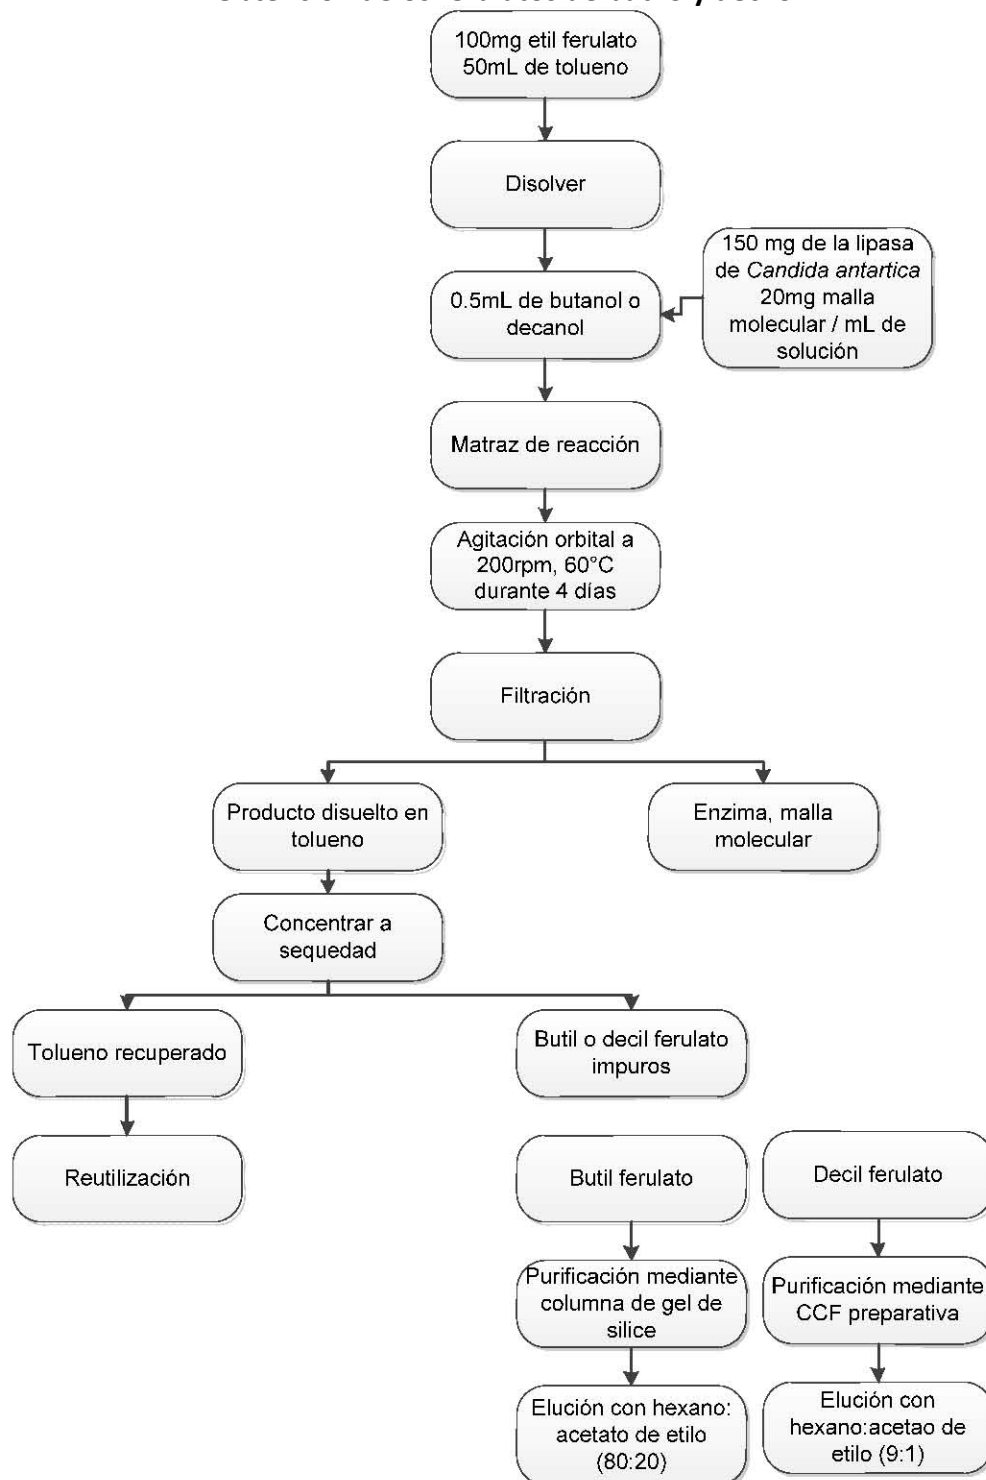 100mg etil ferulato
50mL de tolueno
Disolver
0.5mL de butanol o
decanol
150 mg de la lipasa
de Candida antartica
20mg malla
molecular / mL de
solución
Matraz de reacción
Agitación orbital a
200rpm, 60°C
durante 4 días
Filtración
Producto disuelto en
tolueno
Enzima, malla
molecular
Concentrar a
sequedad
Tolueno recuperado
Butil o decil ferulato
impuros
Reutilización
Butil ferulato
Decil ferulato
Purificación mediante
columna de gel de
silice
Purificación mediante
CCF preparativa
Elución con hexano:
acetato de etilo
(80:20)
Elución con
hexano:acetao de
etilo (9:1)